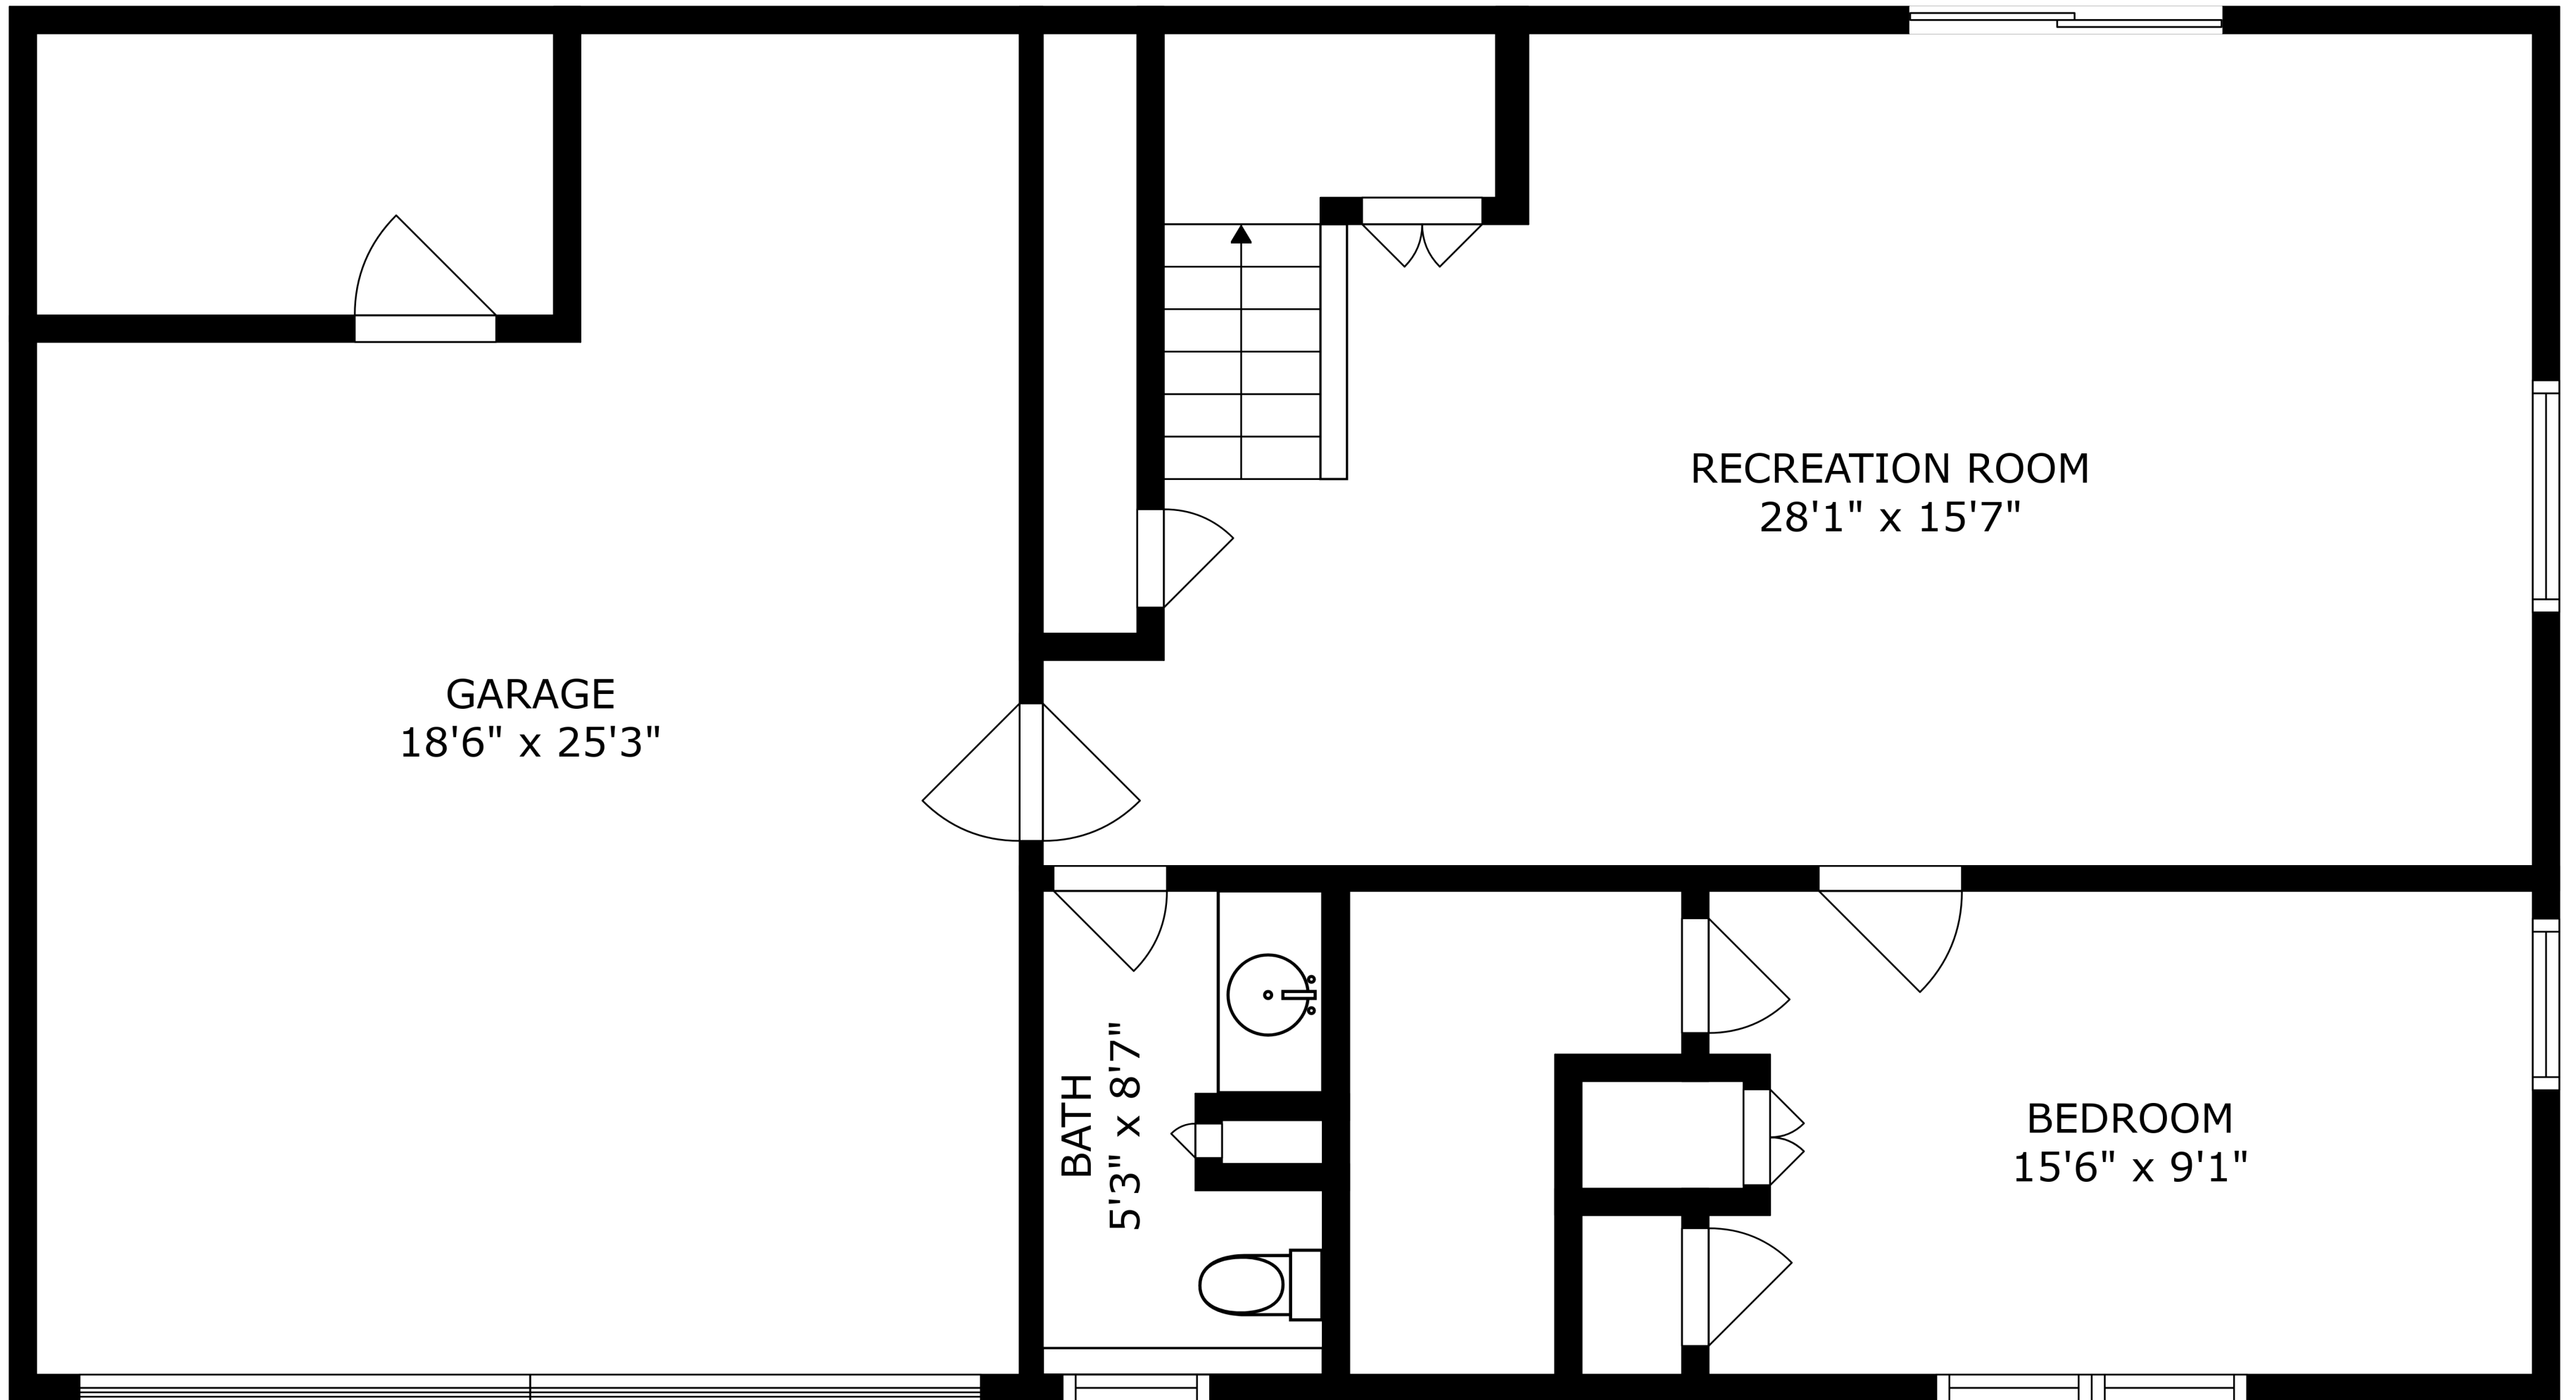 RECREATION ROOM
28'1" x 15'7"
GARAGE
18'6" x 25'3"
BATH
5'3" x 8'7"
BEDROOM
15'6" x 9'1"